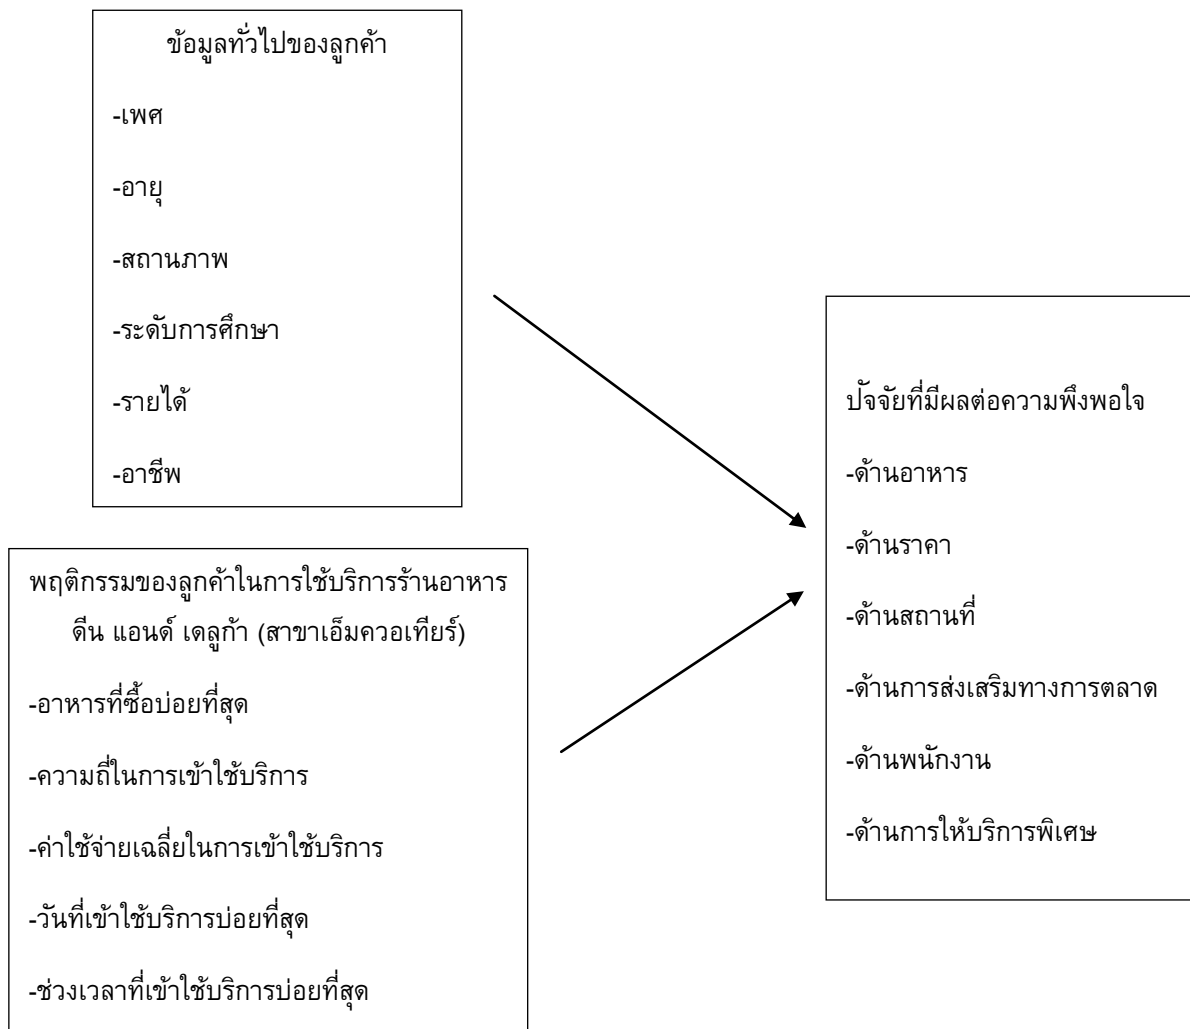 ข้อมูลทั่วไปของลูกค้า
-เพศ
-อายุ
-สถานภาพ
-ระดับการศึกษา
-รายได้
-อาชีพ
พฤติกรรมของลูกค้าในการใช้บริการร้านอาหาร
ดีน แอนด์ เดลูก้า (สาขาเอ็มควอเทียร์)
-อาหารที่ซื้อบ่อยที่สุด
-ความถี่ในการเข้าใช้บริการ
-ค่าใช้จ่ายเฉลี่ยในการเข้าใช้บริการ
-วันที่เข้าใช้บริการบ่อยที่สุด
-ช่วงเวลาที่เข้าใช้บริการบ่อยที่สุด
ปัจจัยที่มีผลต่อความพึงพอใจ
-ด้านอาหาร
-ด้านราคา
-ด้านสถานที่
-ด้านการส่งเสริมทางการตลาด
-ด้านพนักงาน
-ด้านการให้บริการพิเศษ